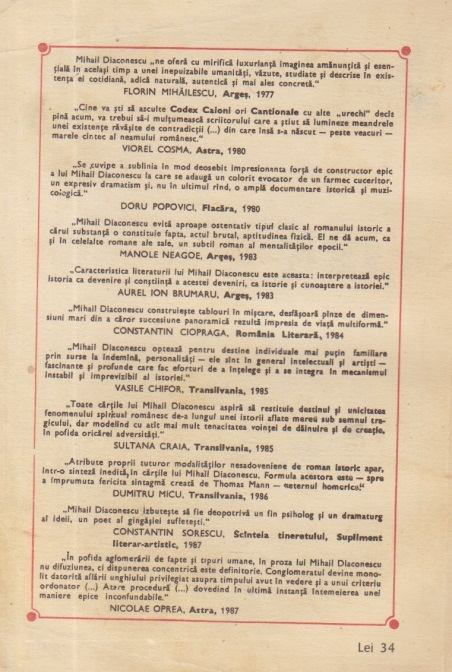 Mihail Diaconescu „ne oferă cu mirifică luxurianță imaginea amănunțită și esen-
țială în același timp a unei inepuizabile umanități, văzute, studiate și descrise în exis-
tența ei cotidiană, adică naturală, autentică și mai ales concretă."
FLORIN MIHĂILESCU, Argeș, 1977
„Cine va ști să asculte Codex Caioni ori Cantionale cu alte „urechi" decît
pînă acum, va trebui să-i mulțumească scriitorului care a știut să lumineze meandrele
unei existențe răvășite de contradicții (...) din care însă s-a născut — peste veacuri —
marele cîntec al neamului românesc."
VIOREL COSMA, Astra, 1980
„Se cuvine a sublinia în mod deosebit impresionanta forță de constructor epic
a lui Mihail Diaconescu la care se adaugă un colorit evocator de un farmec cuceritor,
un expresiv dramatism și, nu în ultimul rînd, o amplă documentare istorică și muzi-
cologică."
DORU POPOVICI, Flacăra, 1980
„Mihail Diaconescu evită aproape ostentativ tipul clasic al romanului istoric a
cărui substanță o constituie fapta, actul brutal, aptitudinea fizică. El ne dă acum, ca
și în celelalte romane ale sale, un subtil roman al mentalităților epocii."
MANOLE NEAGOE, Argeș, 1983
„Caracteristica literaturii lui Mihail Diaconescu este aceasta: interpretează epic
istoria ca devenire și conștiință a acestei deveniri, ca istorie și cunoaștere a istoriei."
AUREL ION BRUMARU, Argeș, 1983
„Mihail Diaconescu construiește tablouri în mișcare, desfășoară pînze de dimen-
siuni mari din a căror succesiune panoramică rezultă impresia de viață multiformă."
CONSTANTIN CIOPRAGA, România Literară, 1984
„Mihail Diaconescu optează pentru destine individuale mai puțin familiare
prin surse la îndemînă, personalități — ele sînt în general intelectuali și artiști —
fascinante și profunde care fac eforturi de a înțelege și a se integra în mecanismul
instabil și imprevizibil al istoriei."
VASILE CHIFOR, Transilvania, 1985
„Toate cărțile lui Mihail Diaconescu aspiră să restituie destinul și unicitatea
fenomenului spiritual românesc de-a lungul unei istorii aflate mereu sub semnul tra-
gicului, dar modelînd cu atît mai mult tenacitatea voinței de dăinuire și de creație,
în pofida oricărei adversități."
SULTANA CRAIA, Transilvania, 1985
„Atribute proprii tuturor modalităților nesadoveniene de roman istoric apar,
într-o sinteză inedită, în cărțile lui Mihail Diaconescu. Formula acestora este — spre
a împrumuta fericita sintagmă creată de Thomas Mann — «eternul homeric»."
DUMITRU MICU, Transilvania, 1986
„Mihail Diaconescu izbutește să fie deopotrivă un fin psiholog și un dramaturg
al ideii, un poet al gingășiei sufletești."
CONSTANTIN SORESCU, Scînteia tineretului, Supliment
literar-artistic, 1987
„În pofida aglomerării de fapte și tipuri umane, în proza lui Mihail Diaconescu
nu difuziunea, ci dispunerea concentrică este definitorie. Conglomeratul devine mono-
lit datorită aflării unghiului privilegiat asupra timpului avut în vedere și a unui criteriu
ordonator (...) Atare procedură (...) dovedind în ultimă instanță întemeierea unei
maniere epice inconfundabile."
NICOLAE OPREA, Astra, 1987
Lei 34